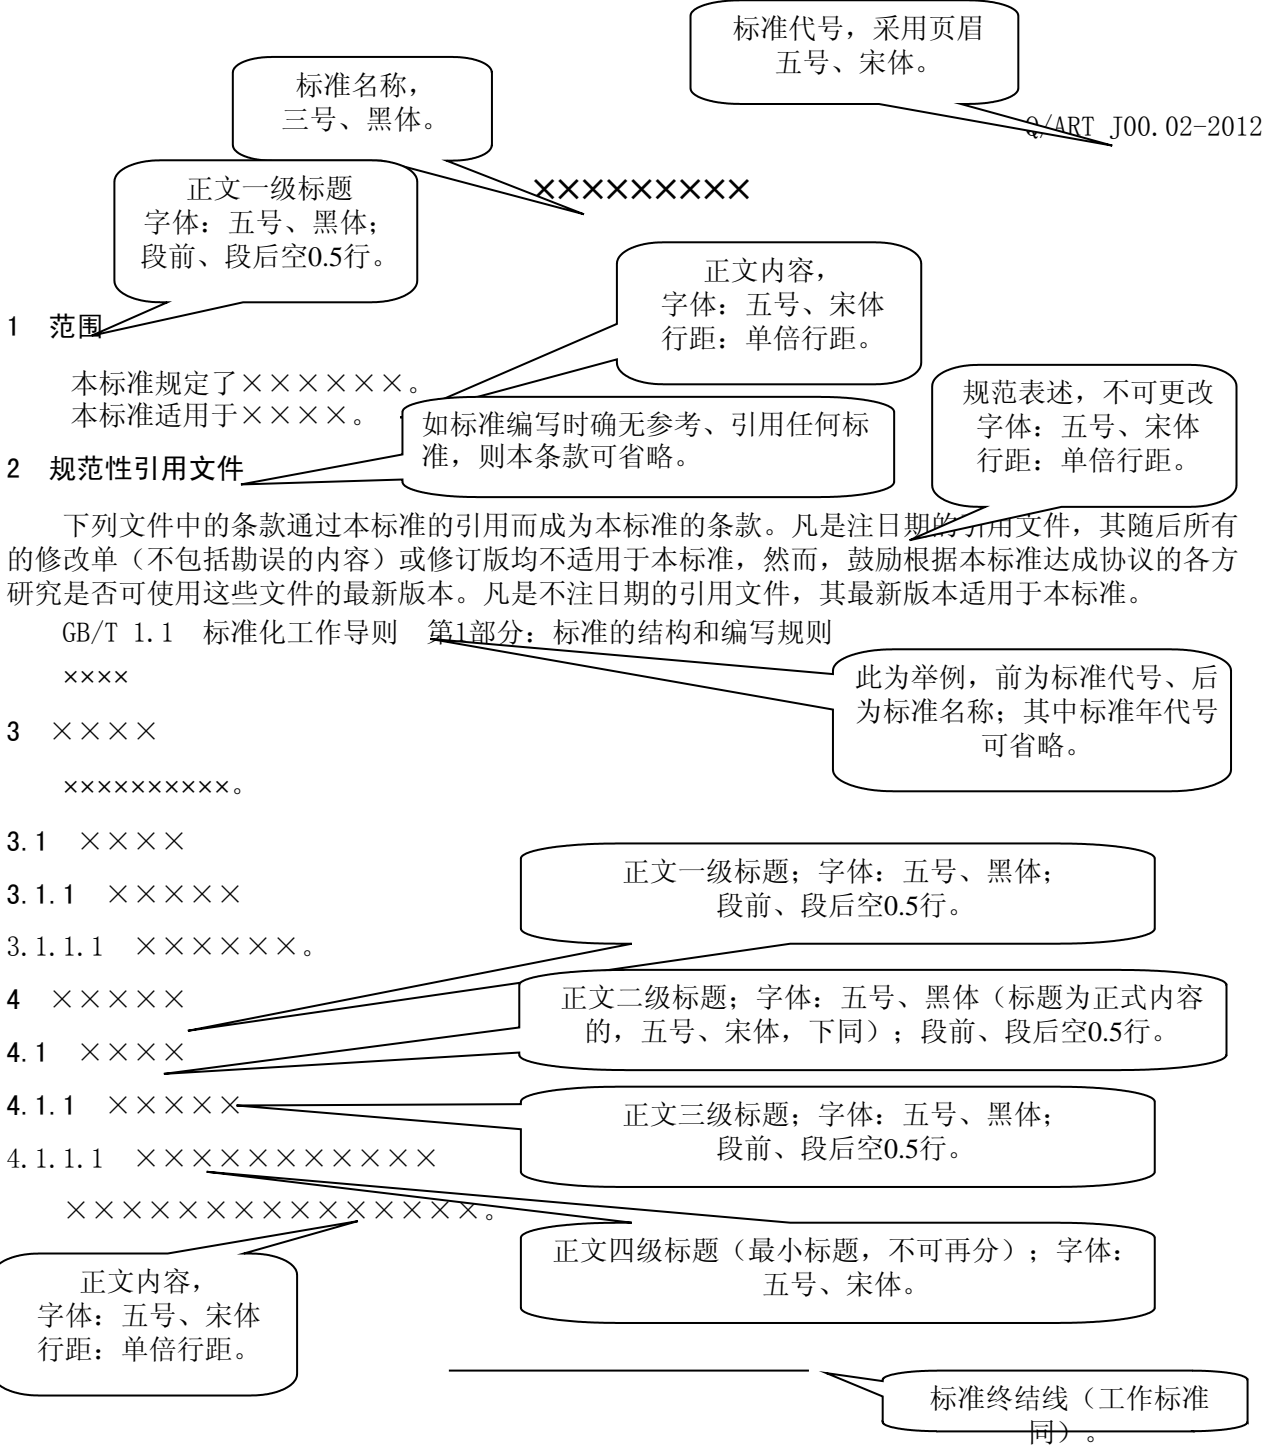 标准代号，采用页眉
五号、宋体。
标准名称，
三号、黑体。
Q/ART J00.02-2012
×××××××××
正文一级标题
字体：五号、黑体；
段前、段后空0.5行。
正文内容，
字体：五号、宋体
行距：单倍行距。
1 范围
本标准规定了××××××。
本标准适用于××××。
如标准编写时确无参考、引用任何标
准，则本条款可省略。
规范表述，不可更改
字体：五号、宋体
行距：单倍行距。
2 规范性引用文件
下列文件中的条款通过本标准的引用而成为本标准的条款。凡是注日期的引用文件，其随后所有
的修改单（不包括勘误的内容）或修订版均不适用于本标准，然而，鼓励根据本标准达成协议的各方
研究是否可使用这些文件的最新版本。凡是不注日期的引用文件，其最新版本适用于本标准。
GB/T 1.1 标准化工作导则 第1部分：标准的结构和编写规则
××××
此为举例，前为标准代号、后
为标准名称；其中标准年代号
可省略。
3 ××××
××××××××××。
3.1 ××××
3.1.1 ×××××
3.1.1.1 ××××××。
正文一级标题；字体：五号、黑体；
段前、段后空0.5行。
4 ×××××
正文二级标题；字体：五号、黑体（标题为正式内容
的，五号、宋体，下同）；段前、段后空0.5行。
4.1 ××××
4.1.1 ×××××
正文三级标题；字体：五号、黑体；
段前、段后空0.5行。
4.1.1.1 ×××××××××××
×××××××××××××××。
正文四级标题（最小标题，不可再分）；字体：
五号、宋体。
正文内容，
字体：五号、宋体
行距：单倍行距。
标准终结线（工作标准
同）。